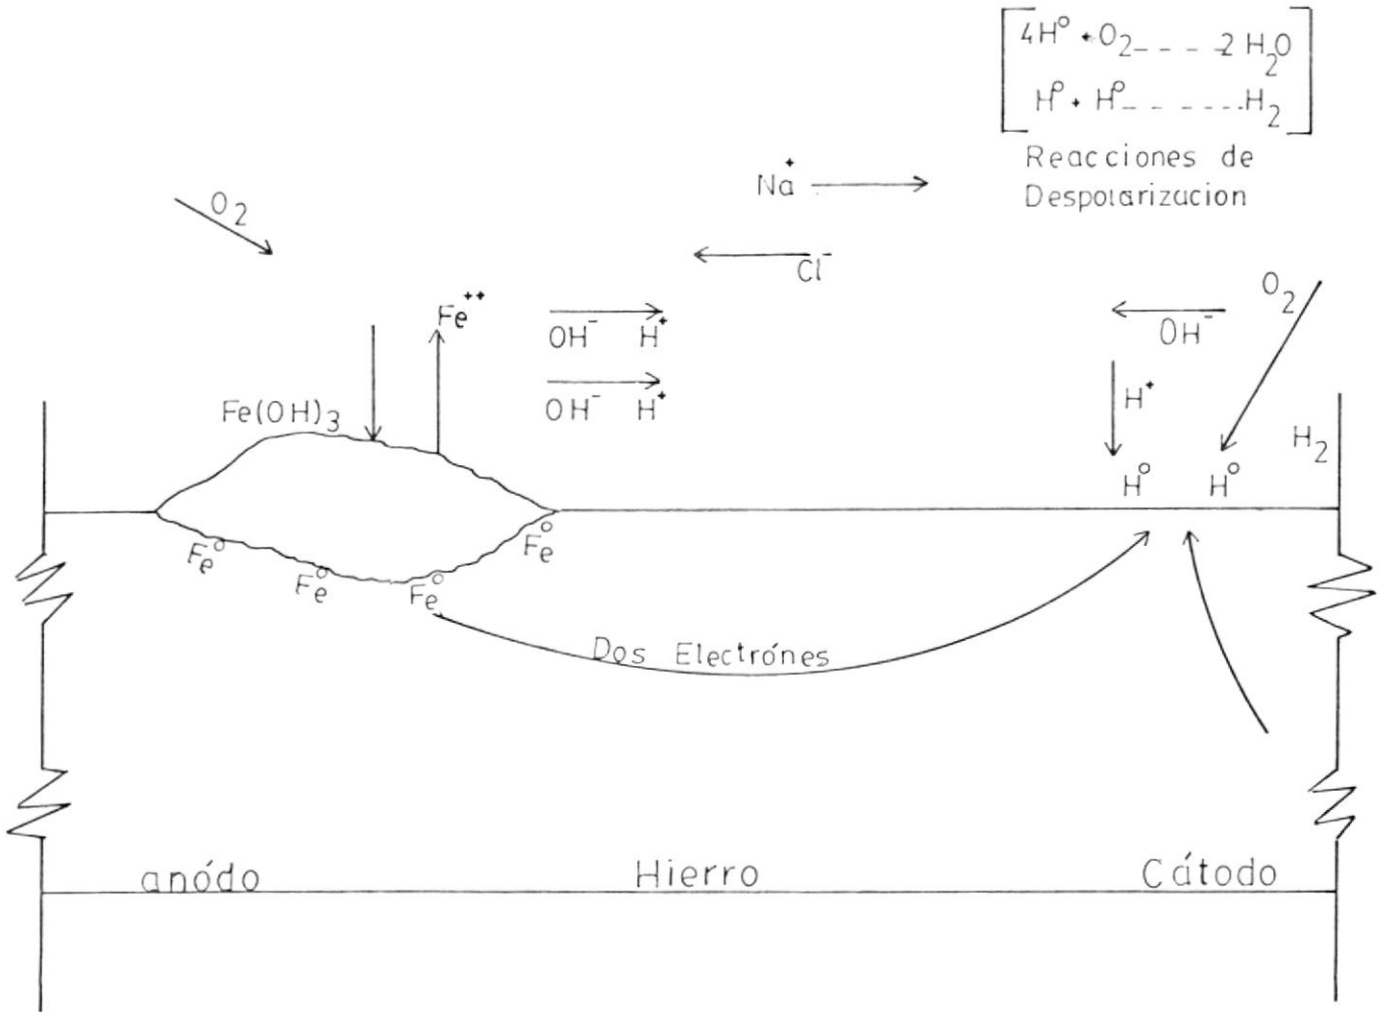 4H° + O₂ - - - - 2 H₂O
H° + H° - - - - - - - H₂
Reacciones de
Despolarizacion
Na⁺
O₂
Cl⁻
Fe⁺⁺
O₂
OH⁻ H⁺
OH⁻
OH⁻ H⁺
H⁺
Fe(OH)₃
H₂
H° H°
Fe° Fe° Fe° Fe°
Dos Electrónes
anódo Hierro Cátodo